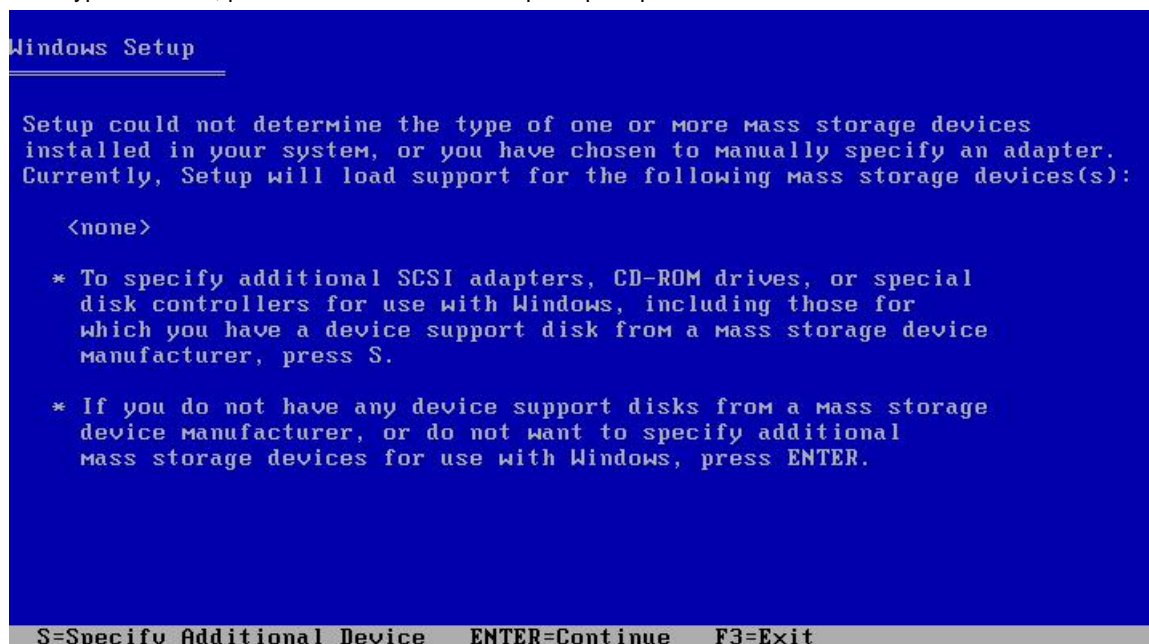 Windows Setup
Setup could not determine the type of one or more mass storage devices
installed in your system, or you have chosen to manually specify an adapter.
Currently, Setup will load support for the following mass storage devices(s):
<none>
* To specify additional SCSI adapters, CD-ROM drives, or special
disk controllers for use with Windows, including those for
which you have a device support disk from a mass storage device
manufacturer, press S.
* If you do not have any device support disks from a mass storage
device manufacturer, or do not want to specify additional
mass storage devices for use with Windows, press ENTER.
S=Specify Additional Device ENTER=Continue F3=Exit